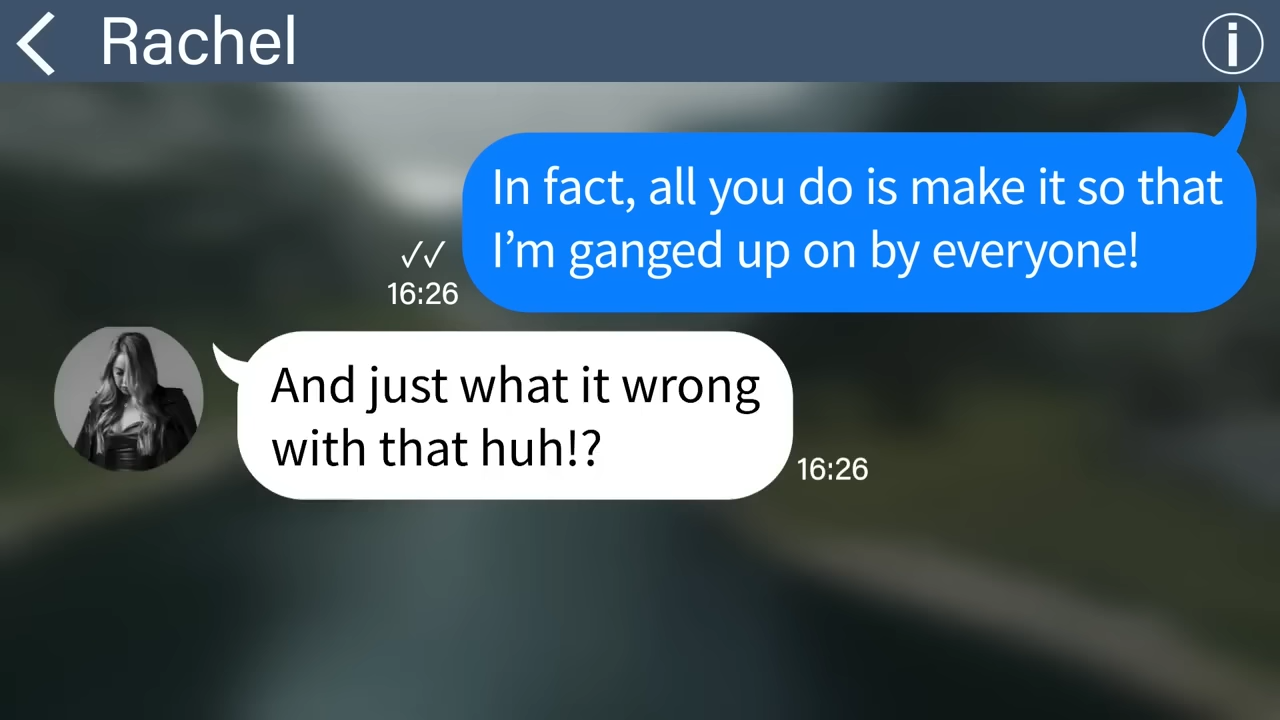 Rachel
In fact, all you do is make it so that
I’m ganged up on by everyone!
16:26
And just what it wrong
with that huh!?
16:26